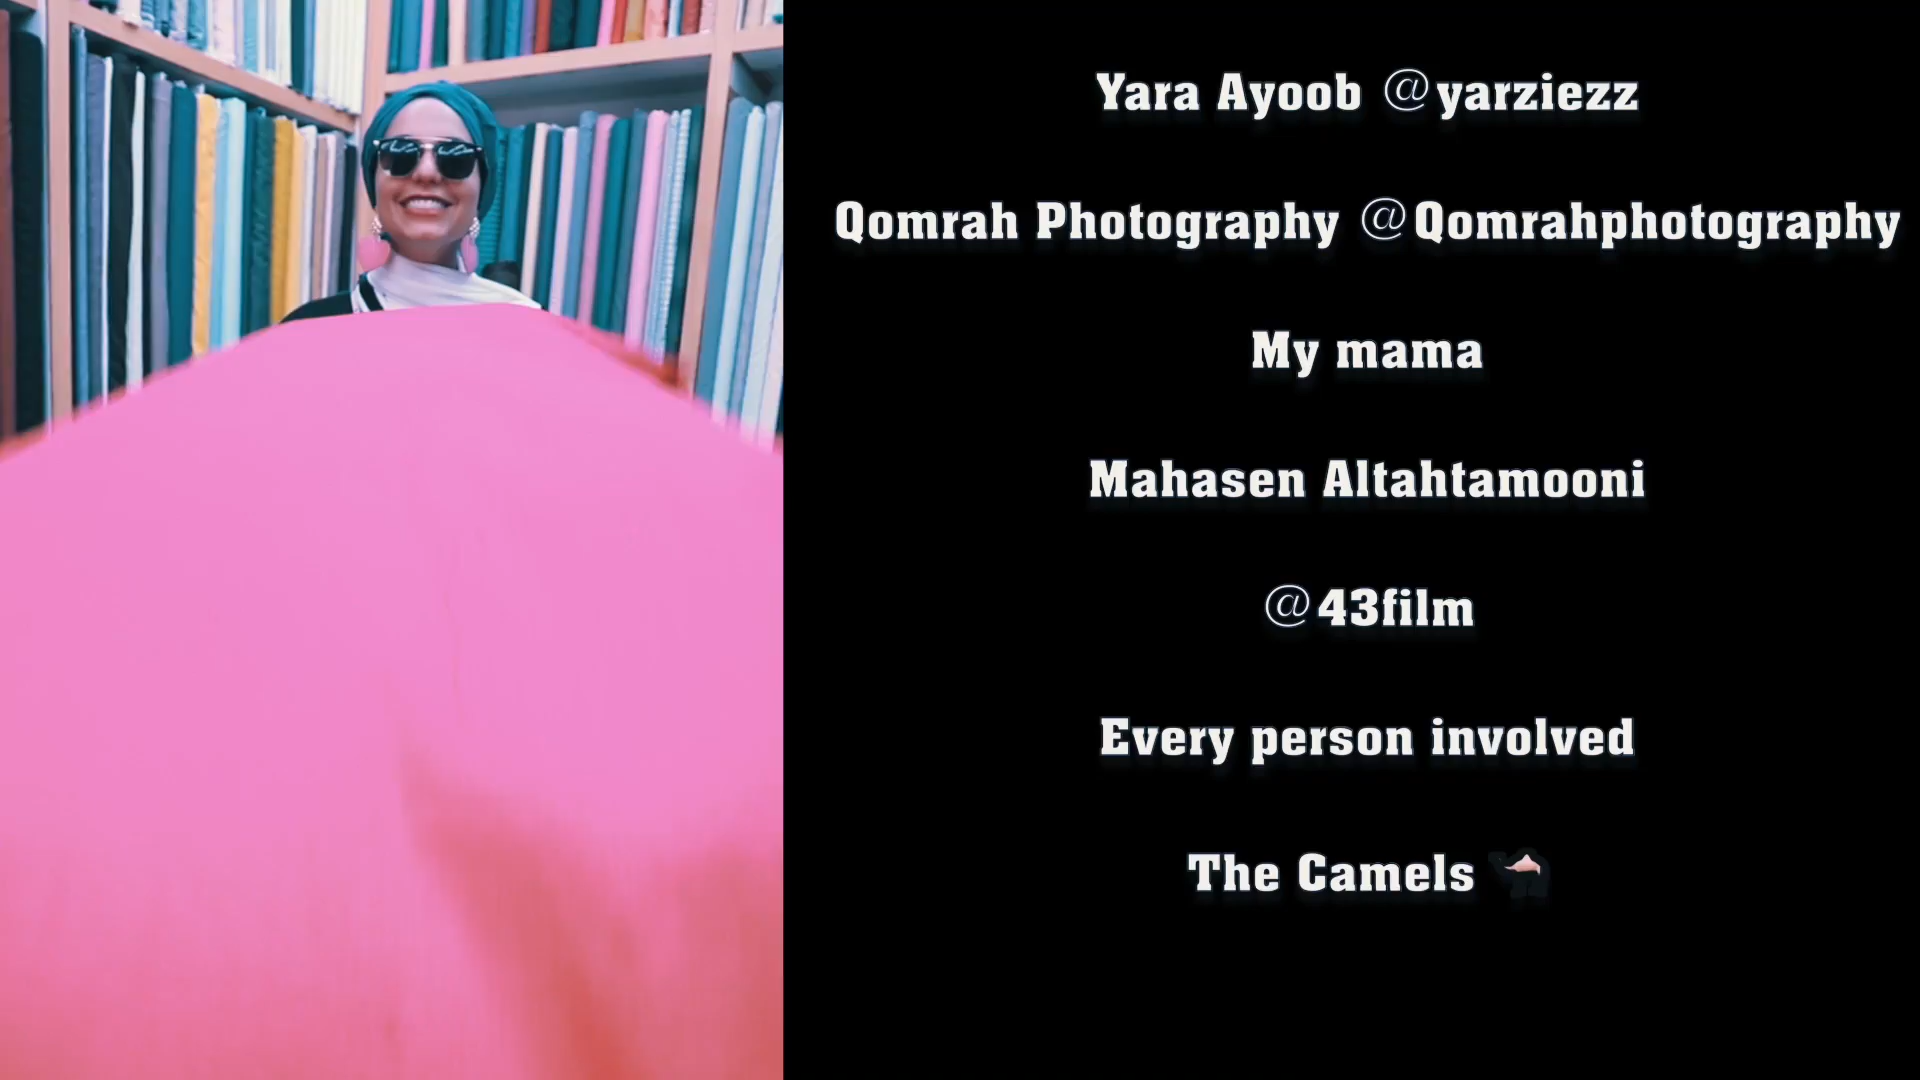 Yara Ayoob @yarziezz
Qomrah Photography @Qomrahphotography
My mama
Mahasen Altahtamooni
@43film
Every person involved
The Camels